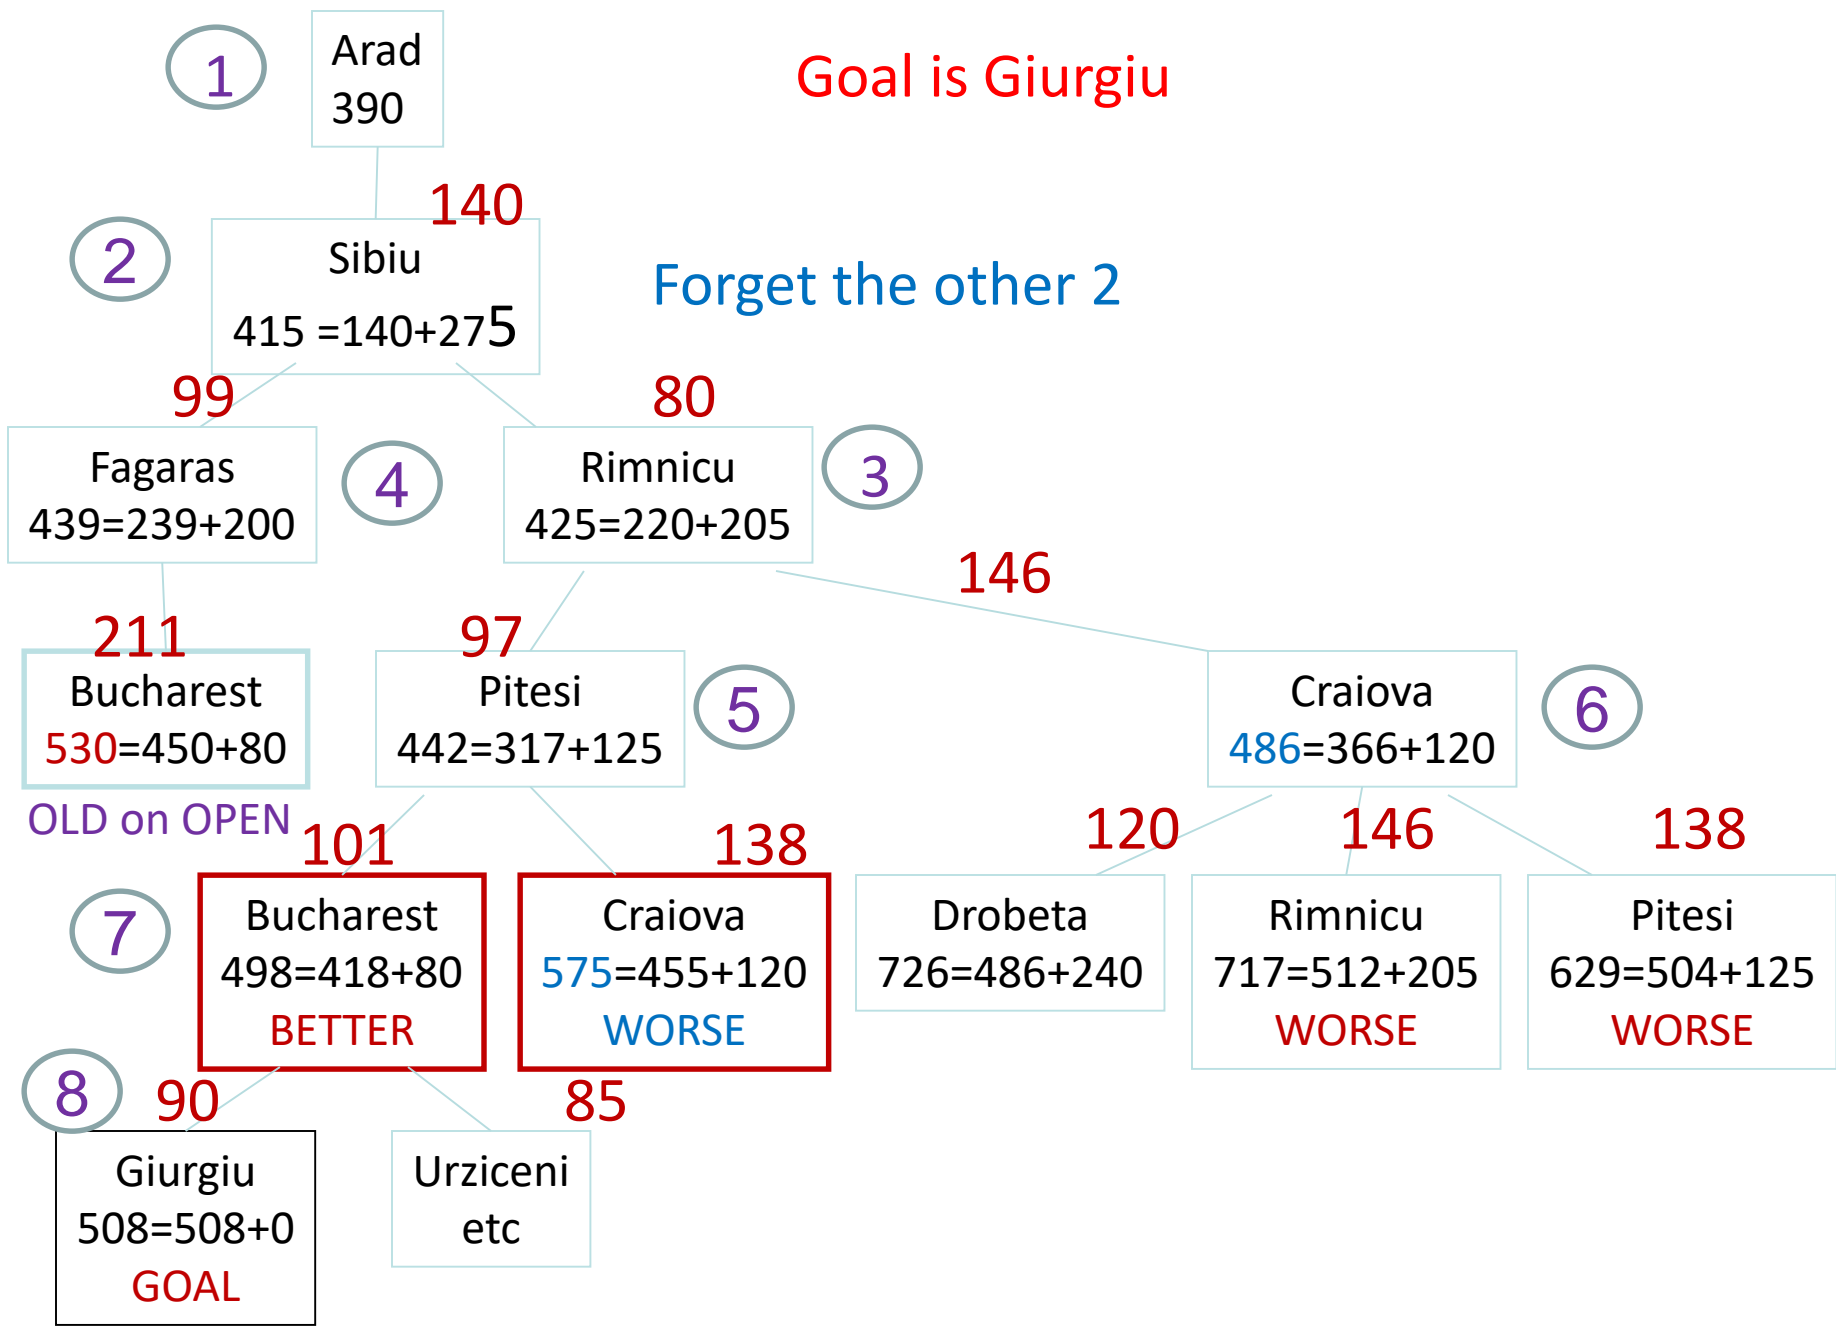 1
Arad
390
Goal is Giurgiu
140
2
Sibiu
415 =140+275
Forget the other 2
99
80
Fagaras
439=239+200
4
Rimnicu
425=220+205
3
146
211
97
Bucharest
530=450+80
OLD on OPEN
Pitesi
442=317+125
5
Craiova
486=366+120
6
101
138
120
146
138
7
Bucharest
498=418+80
BETTER
Craiova
575=455+120
WORSE
Drobeta
726=486+240
Rimnicu
717=512+205
WORSE
Pitesi
629=504+125
WORSE
8
90
85
Giurgiu
508=508+0
GOAL
Urziceni
etc